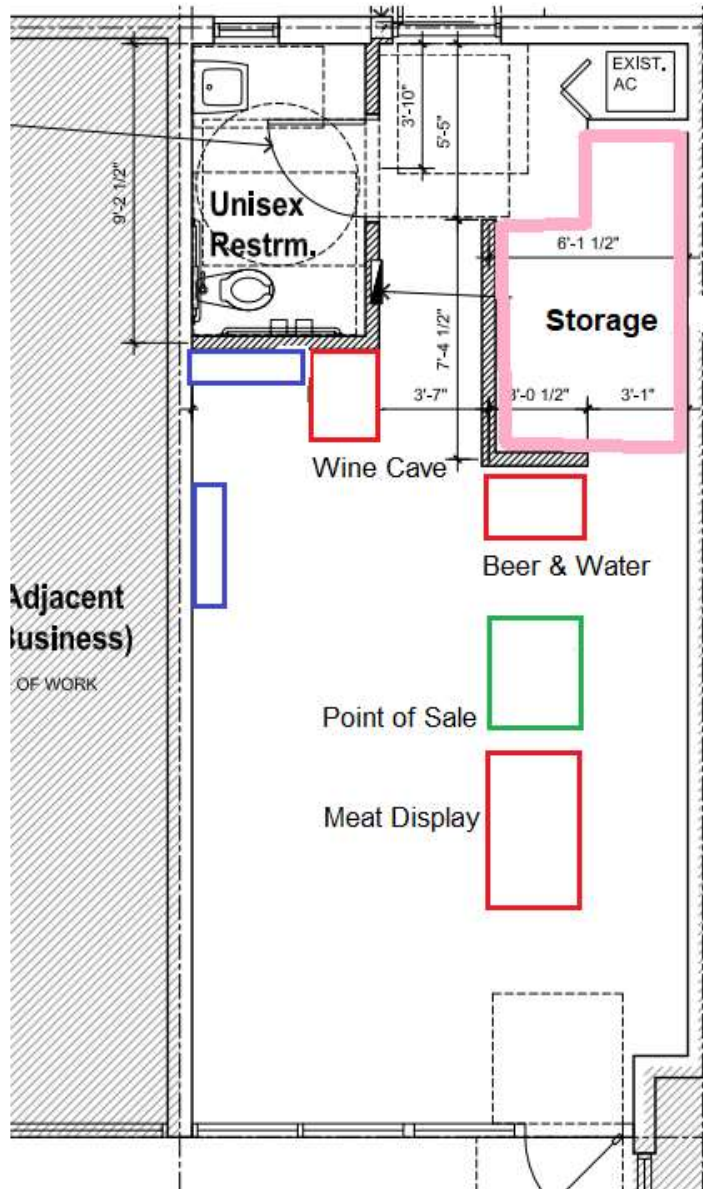 EXIST.
AC
3'-10"
5'-5"
9'-2 1/2"
Unisex
Restrm.
6'-1 1/2"
Storage
7'-4 1/2"
3'-7"
3'-0 1/2"
3'-1"
Wine Cave
Beer & Water
Adjacent
Business)
OF WORK
Point of Sale
Meat Display